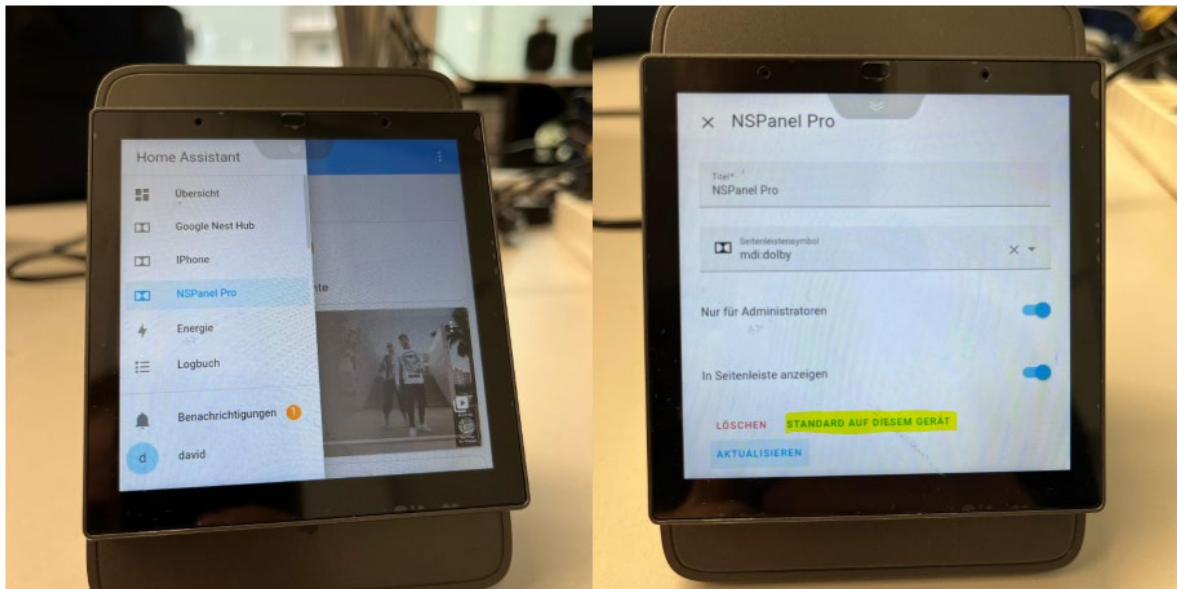 Home Assistant
Übersicht
Google Nest Hub
IPhone
NSPanel Pro
Energie
Logbuch
Benachrichtigungen 1
d david
nte
NSPanel Pro
Titel*
NSPanel Pro
Seitenleistensymbol
mdi:dolby
Nur für Administratoren
In Seitenleiste anzeigen
LÖSCHEN STANDARD AUF DIESEM GERÄT
AKTUALISIEREN